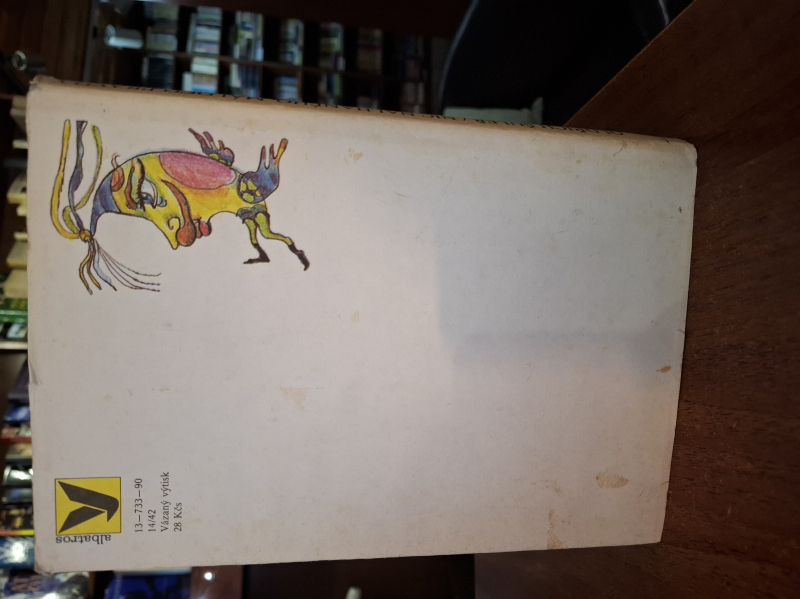 albatros
13—733—90
14/42
Vázaný výtisk
28 Kčs